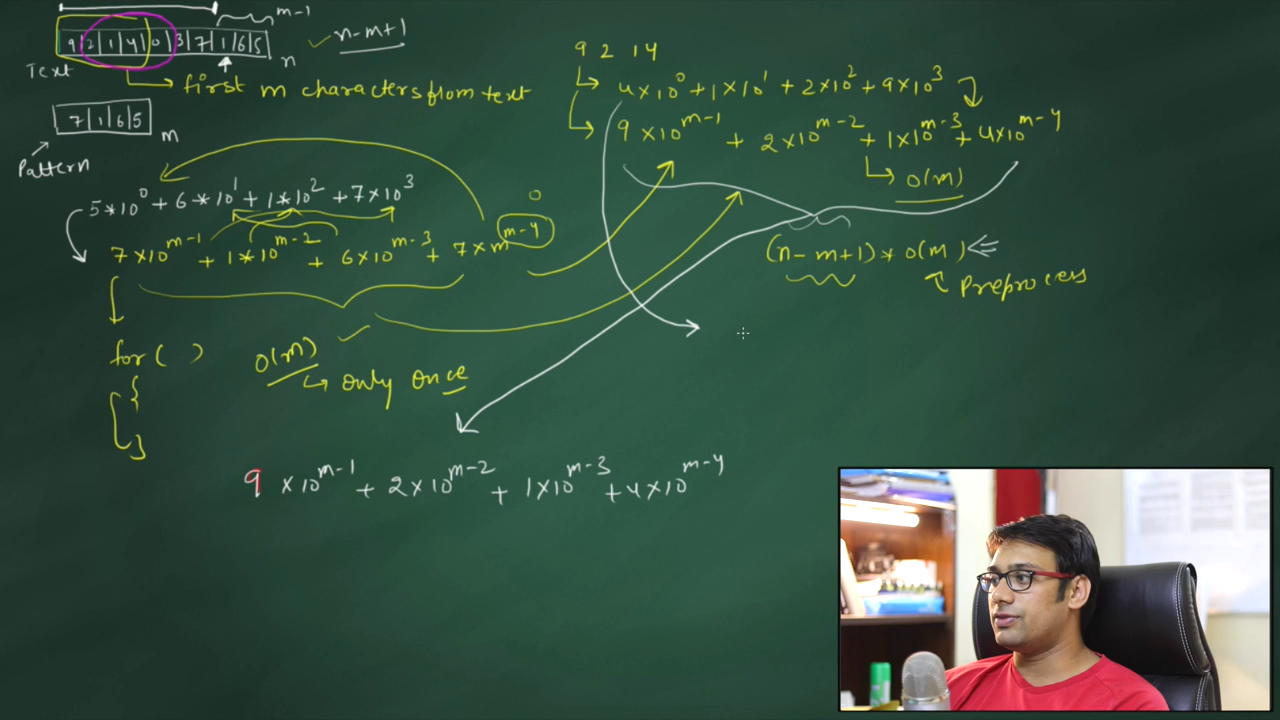 m-1
9|2|1|4|0|3|7|1|6|5
n
n-m+1
Text
first m characters from text
7|1|6|5
m
Pattern
5*10^0 + 6*10^1 + 1*10^2 + 7×10^3
0
7×10^m-1 + 1*10^m-2 + 6×10^m-3 + 7×m^m-4
for ( )
{
}
O(m)
only once
9 2 14
4×10^0 + 1×10^1 + 2×10^2 + 9×10^3
9×10^m-1 + 2×10^m-2 + 1×10^m-3 + 4×10^m-4
O(m)
(n-m+1) * O(m)
Preprocess
9 ×10^m-1 + 2×10^m-2 + 1×10^m-3 + 4×10^m-4